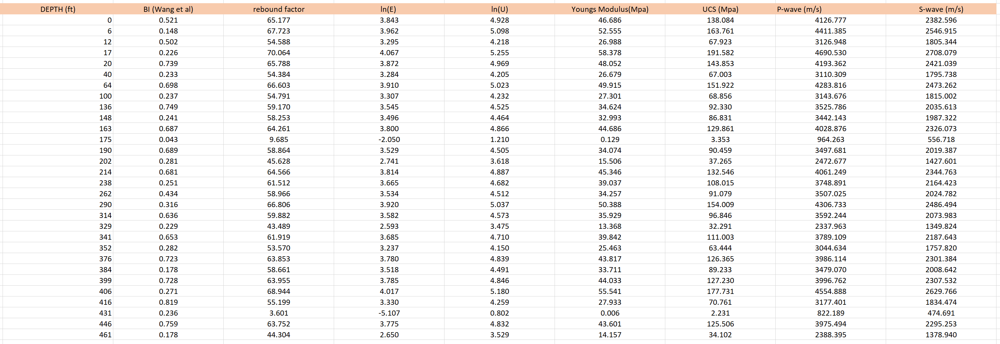 DEPTH (ft) BI (Wang et al) rebound factor ln(E) ln(U) Youngs Modulus(Mpa) UCS (Mpa) P-wave (m/s) S-wave (m/s)
0 0.521 65.177 3.843 4.928 46.686 138.084 4126.777 2382.596
6 0.148 67.723 3.962 5.098 52.555 163.761 4411.385 2546.915
12 0.502 54.588 3.295 4.218 26.988 67.923 3126.948 1805.344
17 0.226 70.064 4.067 5.255 58.378 191.582 4690.530 2708.079
20 0.739 65.788 3.872 4.969 48.052 143.853 4193.362 2421.039
40 0.233 54.384 3.284 4.205 26.679 67.003 3110.309 1795.738
64 0.698 66.603 3.910 5.023 49.915 151.922 4283.816 2473.262
100 0.237 54.791 3.307 4.232 27.301 68.856 3143.676 1815.002
136 0.749 59.170 3.545 4.525 34.624 92.330 3525.786 2035.613
148 0.241 58.253 3.496 4.464 32.993 86.831 3442.143 1987.322
163 0.687 64.261 3.800 4.866 44.686 129.861 4028.876 2326.073
175 0.043 9.685 -2.050 1.210 0.129 3.353 964.263 556.718
190 0.689 58.864 3.529 4.505 34.074 90.459 3497.681 2019.387
202 0.281 45.628 2.741 3.618 15.506 37.265 2472.677 1427.601
214 0.681 64.566 3.814 4.887 45.346 132.546 4061.249 2344.763
238 0.251 61.512 3.665 4.682 39.037 108.015 3748.891 2164.423
262 0.434 58.966 3.534 4.512 34.257 91.079 3507.025 2024.782
290 0.316 66.806 3.920 5.037 50.388 154.009 4306.733 2486.494
314 0.636 59.882 3.582 4.573 35.929 96.846 3592.244 2073.983
329 0.229 43.489 2.593 3.475 13.368 32.291 2337.963 1349.824
341 0.653 61.919 3.685 4.710 39.842 111.003 3789.109 2187.643
352 0.282 53.570 3.237 4.150 25.463 63.444 3044.634 1757.820
376 0.723 63.853 3.780 4.839 43.817 126.365 3986.114 2301.384
384 0.178 58.661 3.518 4.491 33.711 89.233 3479.070 2008.642
399 0.728 63.955 3.785 4.846 44.033 127.230 3996.762 2307.532
406 0.271 68.944 4.017 5.180 55.541 177.731 4554.888 2629.766
416 0.819 55.199 3.330 4.259 27.933 70.761 3177.401 1834.474
431 0.236 3.601 -5.107 0.802 0.006 2.231 822.189 474.691
446 0.759 63.752 3.775 4.832 43.601 125.506 3975.494 2295.253
461 0.178 44.304 2.650 3.529 14.157 34.102 2388.395 1378.940